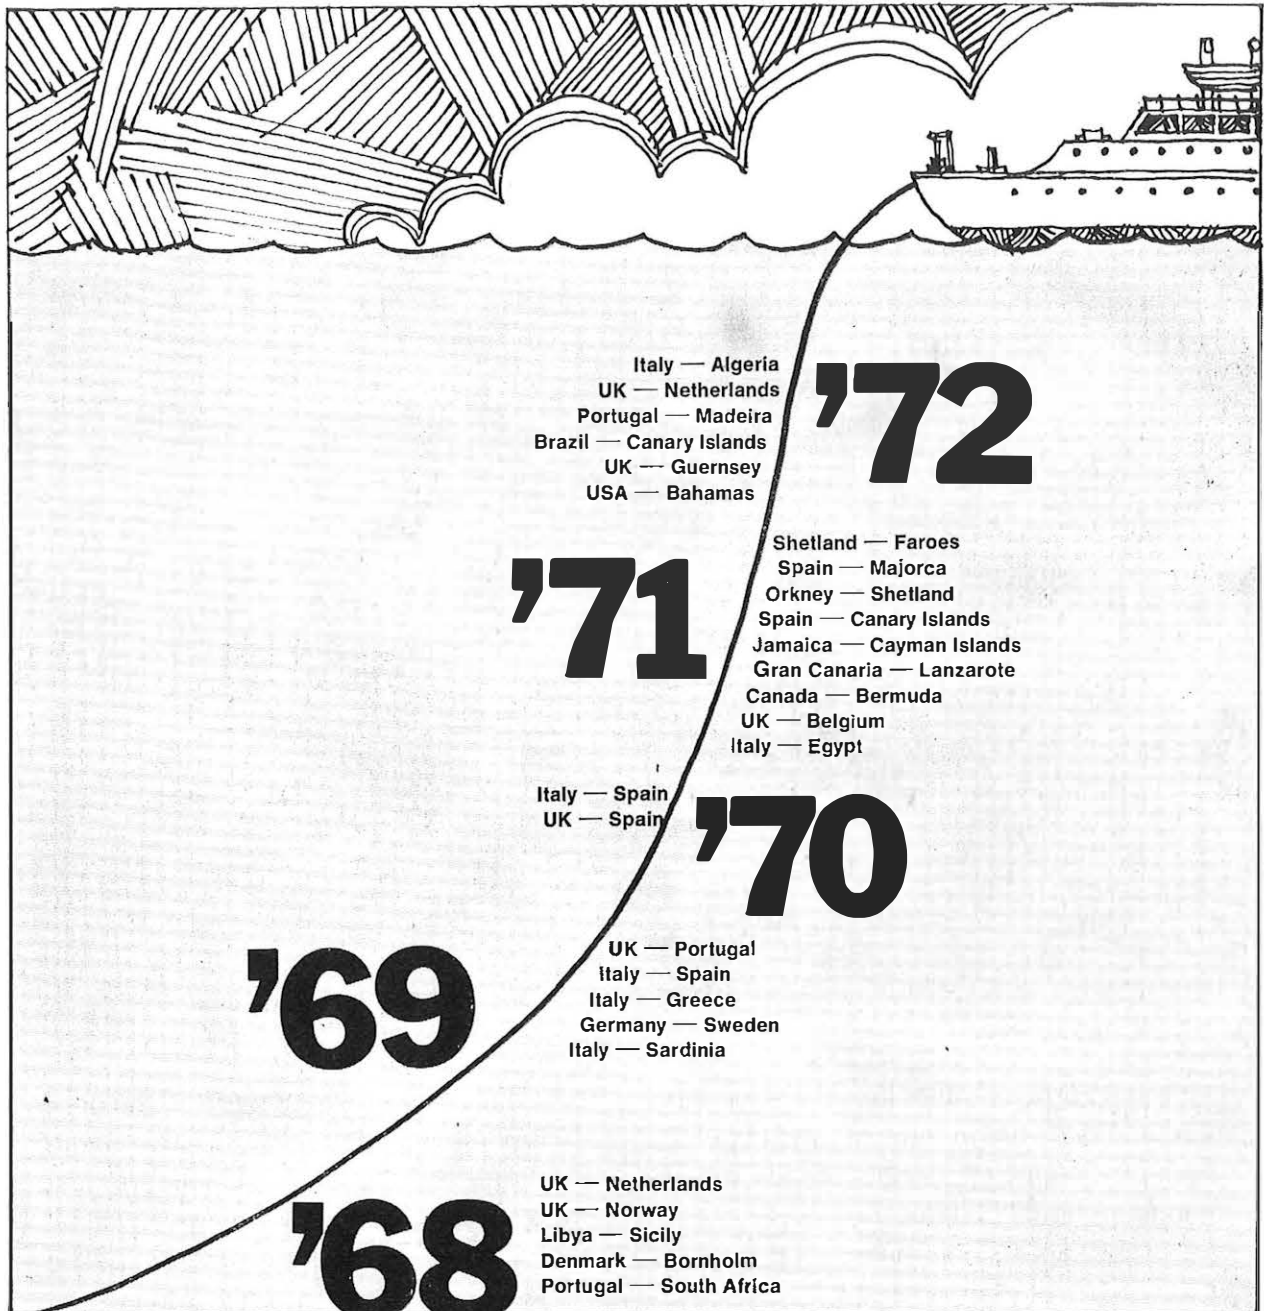 Italy — Algeria
UK — Netherlands
Portugal — Madeira
Brazil — Canary Islands
UK — Guernsey
USA — Bahamas
’72
’71
Shetland — Faroes
Spain — Majorca
Orkney — Shetland
Spain — Canary Islands
Jamaica — Cayman Islands
Gran Canaria — Lanzarote
Canada — Bermuda
UK — Belgium
Italy — Egypt
Italy — Spain
UK — Spain
’70
’69
UK — Portugal
Italy — Spain
Italy — Greece
Germany — Sweden
Italy — Sardinia
’68
UK — Netherlands
UK — Norway
Libya — Sicily
Denmark — Bornholm
Portugal — South Africa